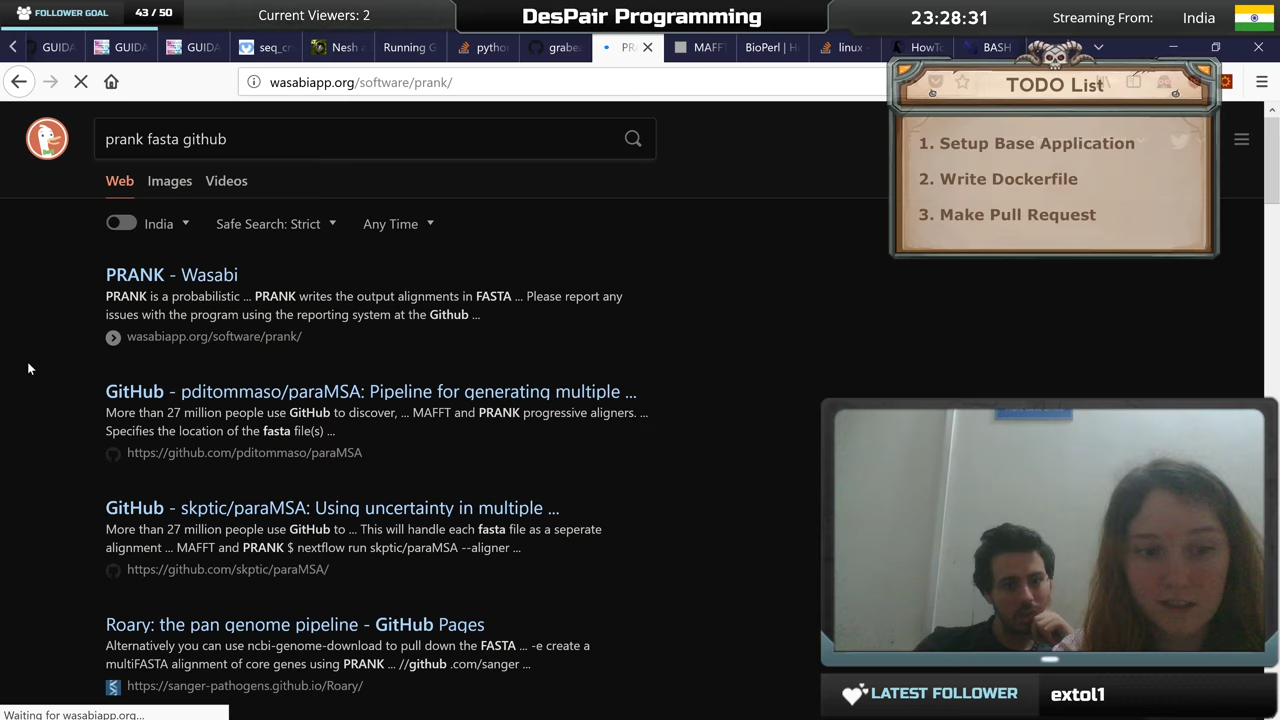 FOLLOWER GOAL 43 / 50
Current Viewers: 2
DesPair Programming
23:28:31
Streaming From: India
GUIDA
GUIDA
GUIDA
seq_cr
Nesh
Running G
python
grabe
PR
MAFFT
BioPerl | H
linux
HowTo
BASH
wasabiapp.org/software/prank/
TODO List
1. Setup Base Application
2. Write Dockerfile
3. Make Pull Request
prank fasta github
Web Images Videos
India Safe Search: Strict Any Time
PRANK - Wasabi
PRANK is a probabilistic ... PRANK writes the output alignments in FASTA ... Please report any
issues with the program using the reporting system at the Github ...
wasabiapp.org/software/prank/
GitHub - pditommaso/paraMSA: Pipeline for generating multiple ...
More than 27 million people use GitHub to discover, ... MAFFT and PRANK progressive aligners. ...
Specifies the location of the fasta file(s) ...
https://github.com/pditommaso/paraMSA
GitHub - skptic/paraMSA: Using uncertainty in multiple ...
More than 27 million people use GitHub to ... This will handle each fasta file as a seperate
alignment ... MAFFT and PRANK $ nextflow run skptic/paraMSA --aligner ...
https://github.com/skptic/paraMSA/
Roary: the pan genome pipeline - GitHub Pages
Alternatively you can use ncbi-genome-download to pull down the FASTA ... -e create a
multiFASTA alignment of core genes using PRANK ... //github .com/sanger ...
https://sanger-pathogens.github.io/Roary/
Waiting for wasabiapp.org...
LATEST FOLLOWER extol1